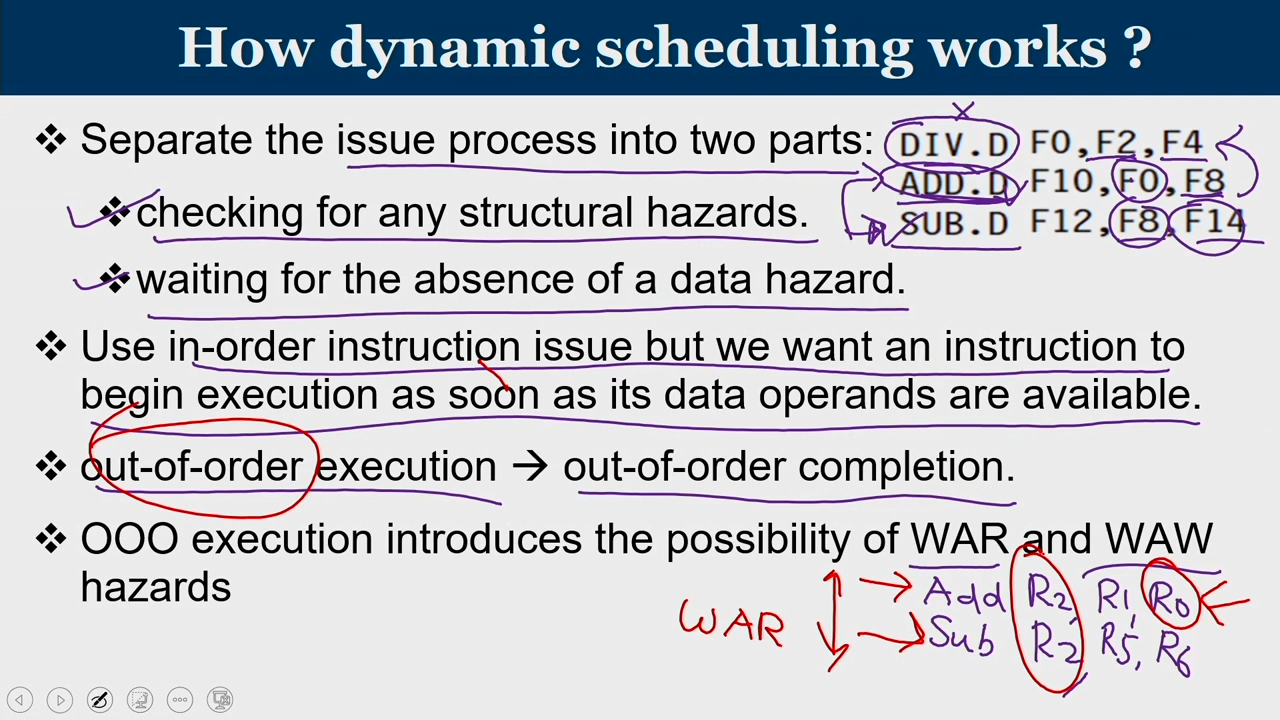 How dynamic scheduling works ?
❖ Separate the issue process into two parts:
DIV.D F0,F2,F4
ADD.D F10,F0,F8
SUB.D F12,F8,F14
❖ checking for any structural hazards.
❖ waiting for the absence of a data hazard.
❖ Use in-order instruction issue but we want an instruction to
begin execution as soon as its data operands are available.
❖ out-of-order execution → out-of-order completion.
❖ OOO execution introduces the possibility of WAR and WAW
hazards
WAR
Add R2, R1, R0
Sub R2, R5, R6